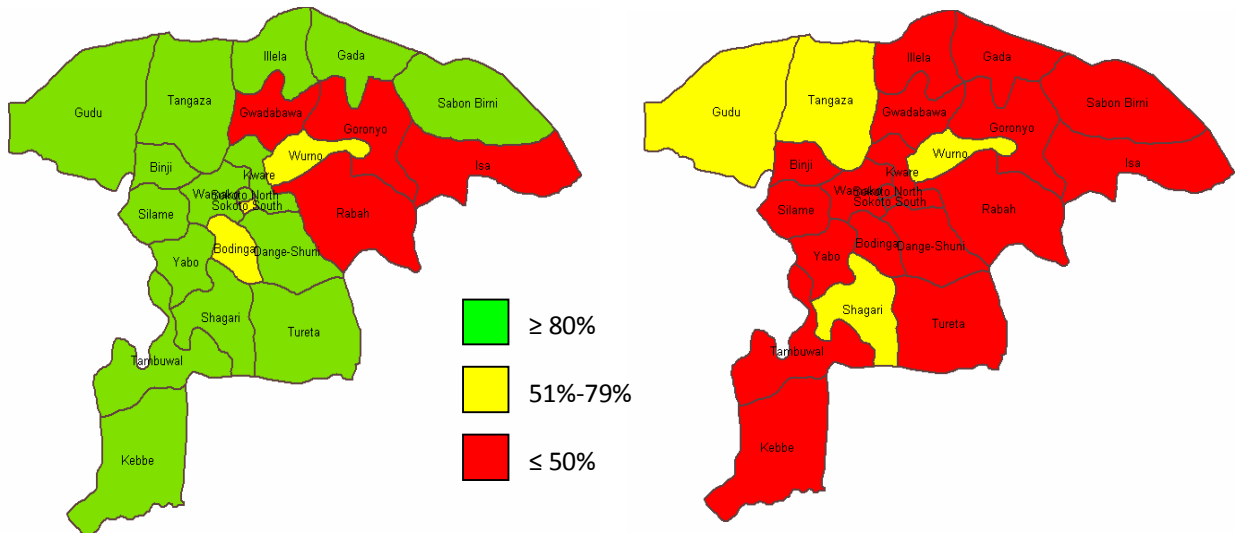 Illela
Gada
Gudu
Tangaza
Sabon Birni
Gwadabawa
Goronyo
Wurno
Isa
Binji
Kware
Wamako
Sokoto North
Sokoto South
Silame
Rabah
Bodinga
Dange-Shuni
Yabo
Shagari
Tureta
Tambuwal
Kebbe
≥ 80%
51%-79%
≤ 50%
Illela
Gada
Gudu
Tangaza
Sabon Birni
Gwadabawa
Goronyo
Wurno
Isa
Binji
Kware
Wamako
Sokoto North
Sokoto South
Silame
Rabah
Bodinga
Dange-Shuni
Yabo
Shagari
Tureta
Tambuwal
Kebbe